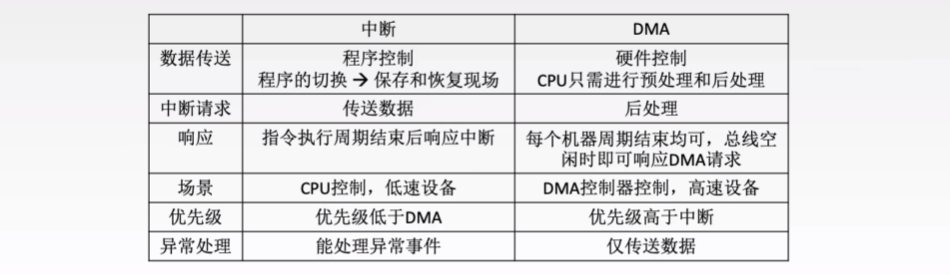 中断 DMA
数据传送 程序控制 硬件控制
程序的切换 → 保存和恢复现场 CPU只需进行预处理和后处理
中断请求 传送数据 后处理
响应 指令执行周期结束后响应中断 每个机器周期结束均可，总线空
闲时即可响应DMA请求
场景 CPU控制，低速设备 DMA控制器控制，高速设备
优先级 优先级低于DMA 优先级高于中断
异常处理 能处理异常事件 仅传送数据